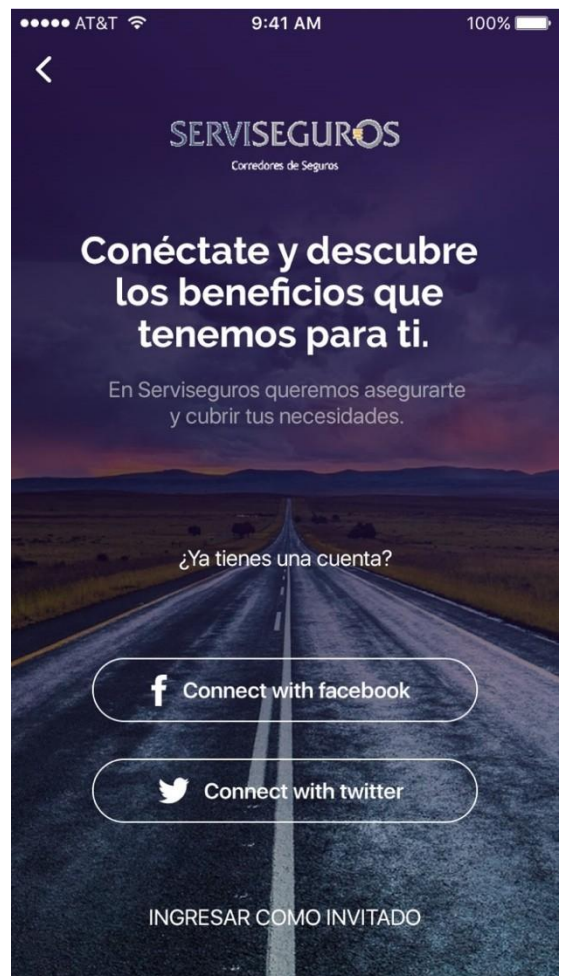 AT&T 9:41 AM 100%
SERVISEGUROS
Corredores de Seguros
Conéctate y descubre
los beneficios que
tenemos para ti.
En Serviseguros queremos asegurarte
y cubrir tus necesidades.
¿Ya tienes una cuenta?
Connect with facebook
Connect with twitter
INGRESAR COMO INVITADO